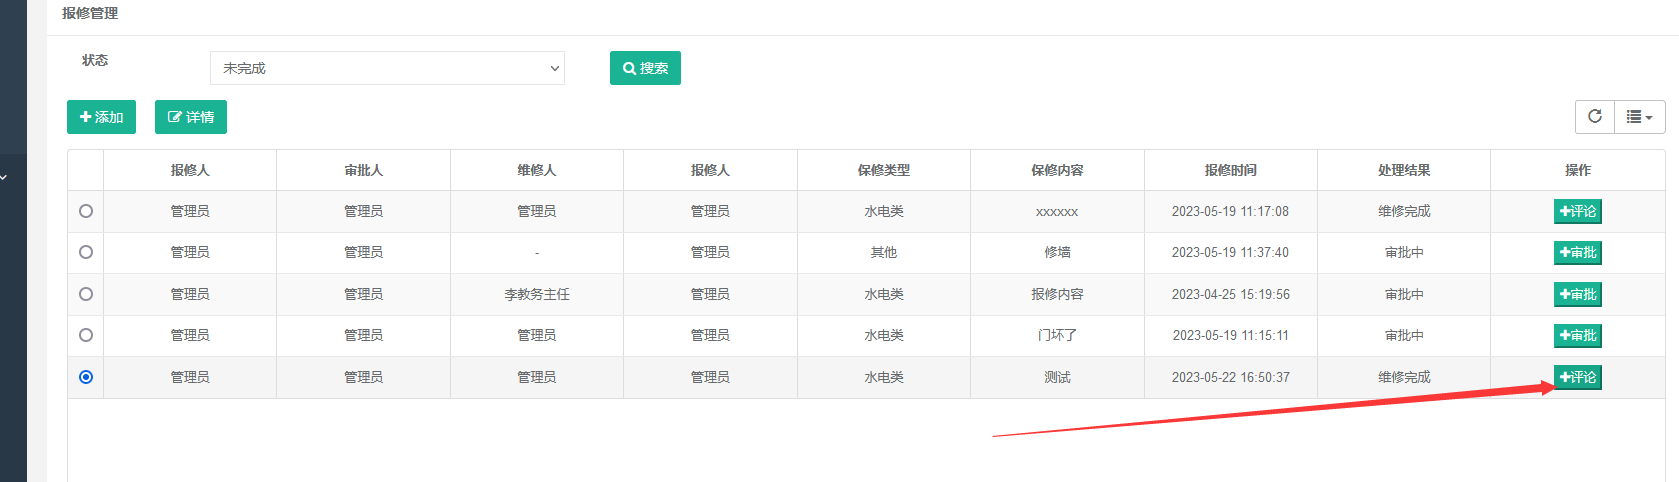 报修管理
状态 未完成 搜索
添加 详情
报修人 审批人 维修人 报修人 保修类型 保修内容 报修时间 处理结果 操作
管理员 管理员 管理员 管理员 水电类 xxxxxx 2023-05-19 11:17:08 维修完成 +评论
管理员 管理员 - 管理员 其他 修墙 2023-05-19 11:37:40 审批中 +审批
管理员 管理员 李教务主任 管理员 水电类 报修内容 2023-04-25 15:19:56 审批中 +审批
管理员 管理员 管理员 管理员 水电类 门坏了 2023-05-19 11:15:11 审批中 +审批
管理员 管理员 管理员 管理员 水电类 测试 2023-05-22 16:50:37 维修完成 +评论